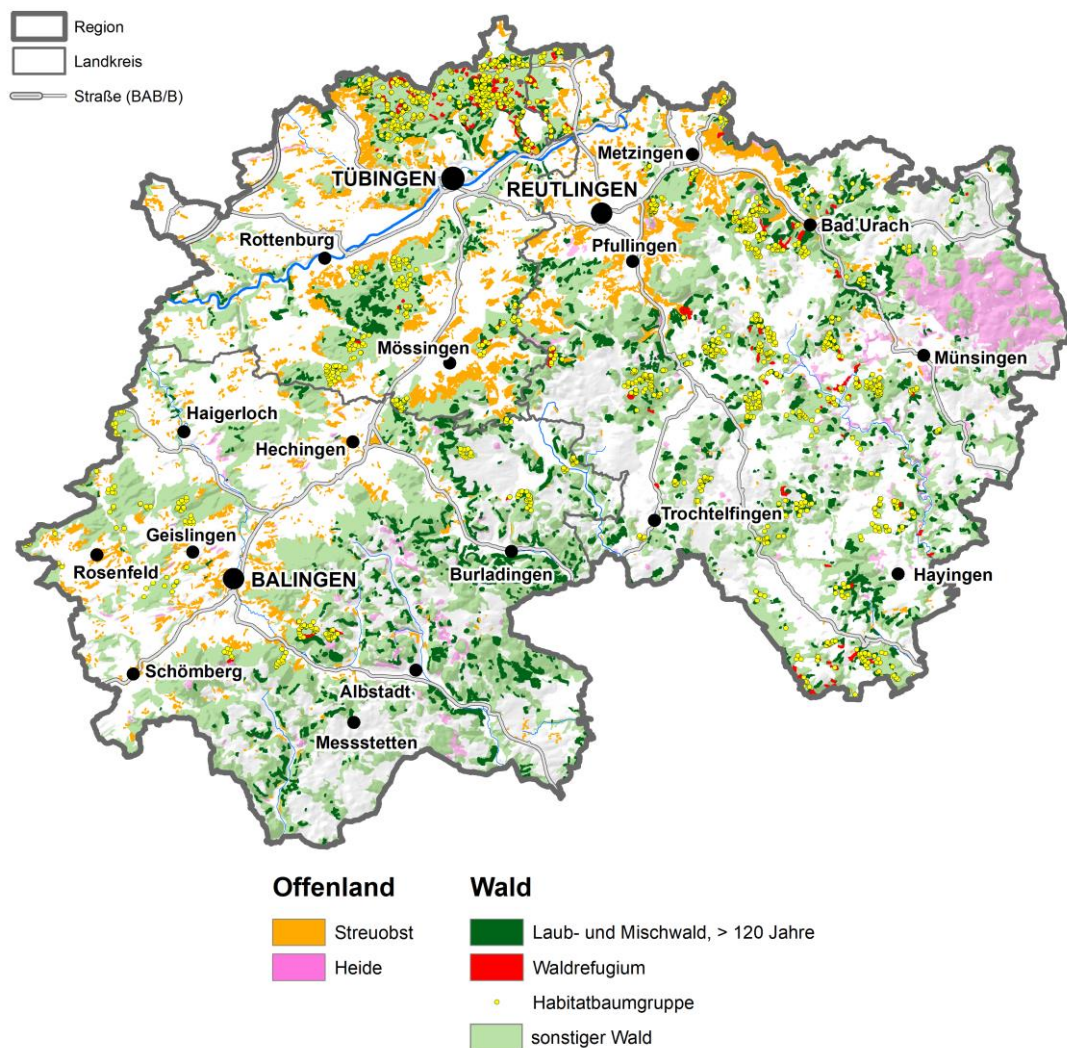 Region
Landkreis
Straße (BAB/B)
Metzingen
TÜBINGEN
REUTLINGEN
Bad Urach
Rottenburg
Pfullingen
Mössingen
Münsingen
Haigerloch
Hechingen
Trochtelfingen
Geislingen
Rosenfeld
Burladingen
Hayingen
BALINGEN
Schömberg
Albstadt
Messstetten
Offenland
Wald
Streuobst
Laub- und Mischwald, > 120 Jahre
Heide
Waldrefugium
Habitatbaumgruppe
sonstiger Wald